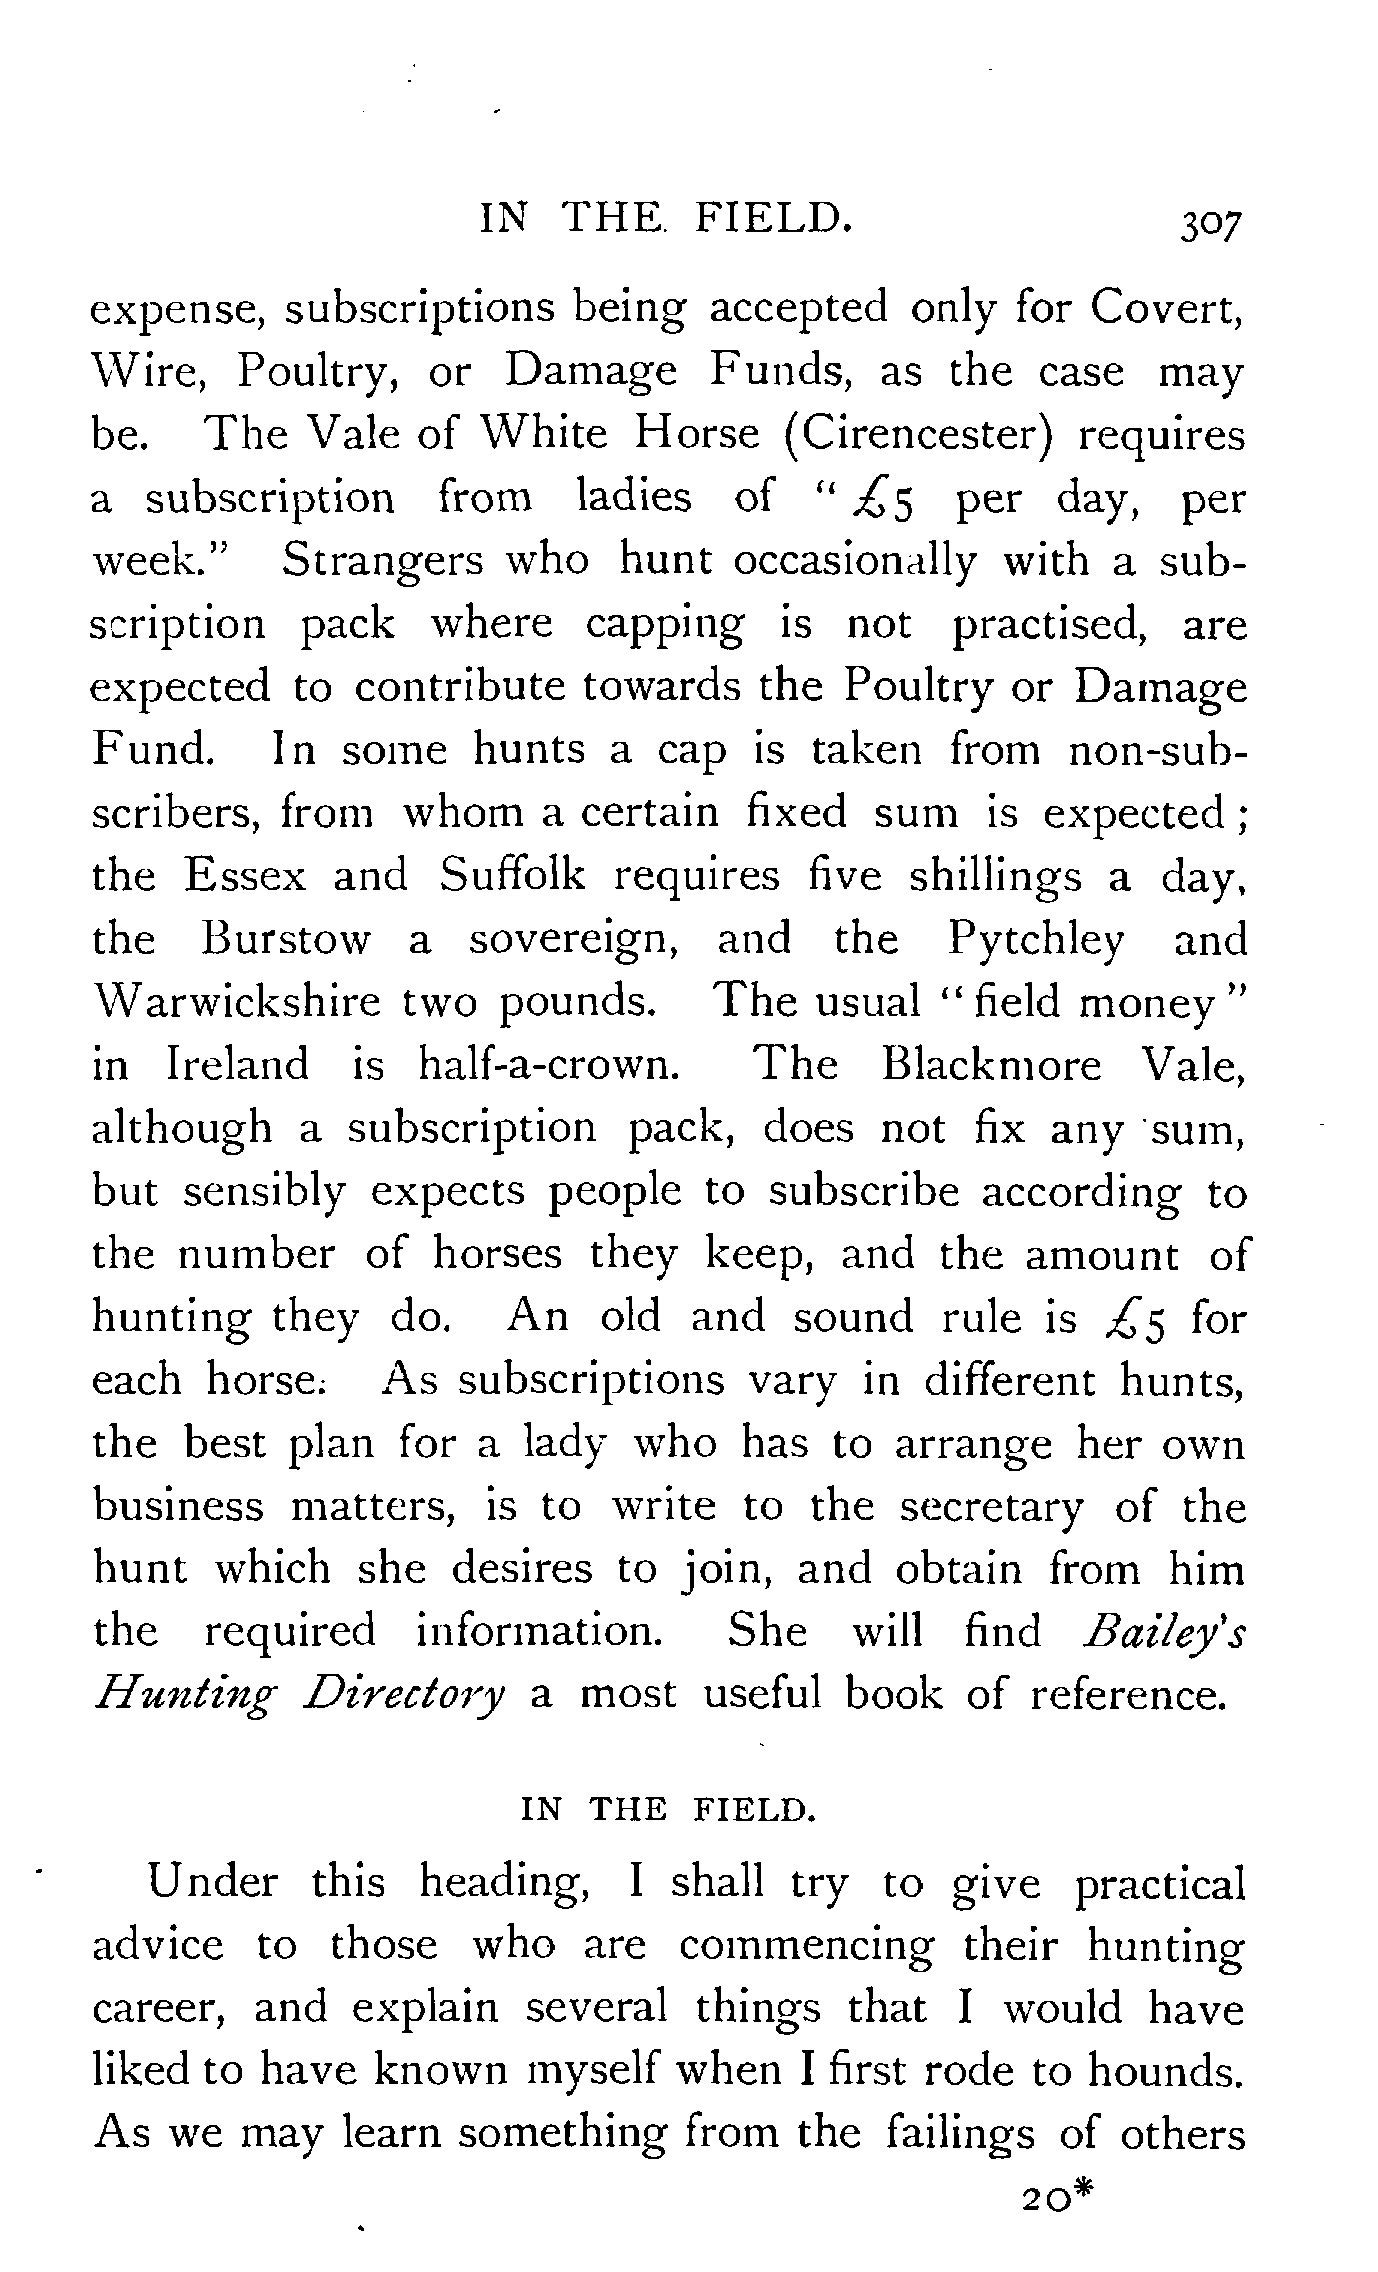 IN THE FIELD. 307
expense, subscriptions being accepted only for Covert,
Wire, Poultry, or Damage Funds, as the case may
be. The Vale of White Horse (Cirencester) requires
a subscription from ladies of “ £5 per day, per
week.” Strangers who hunt occasionally with a sub-
scription pack where capping is not practised, are
expected to contribute towards the Poultry or Damage
Fund. In some hunts a cap is taken from non-sub-
scribers, from whom a certain fixed sum is expected ;
the Essex and Suffolk requires five shillings a day,
the Burstow a sovereign, and the Pytchley and
Warwickshire two pounds. The usual “ field money ”
in Ireland is half-a-crown. The Blackmore Vale,
although a subscription pack, does not fix any sum,
but sensibly expects people to subscribe according to
the number of horses they keep, and the amount of
hunting they do. An old and sound rule is £5 for
each horse. As subscriptions vary in different hunts,
the best plan for a lady who has to arrange her own
business matters, is to write to the secretary of the
hunt which she desires to join, and obtain from him
the required information. She will find Bailey's
Hunting Directory a most useful book of reference.
IN THE FIELD.
Under this heading, I shall try to give practical
advice to those who are commencing their hunting
career, and explain several things that I would have
liked to have known myself when I first rode to hounds.
As we may learn something from the failings of others
20*